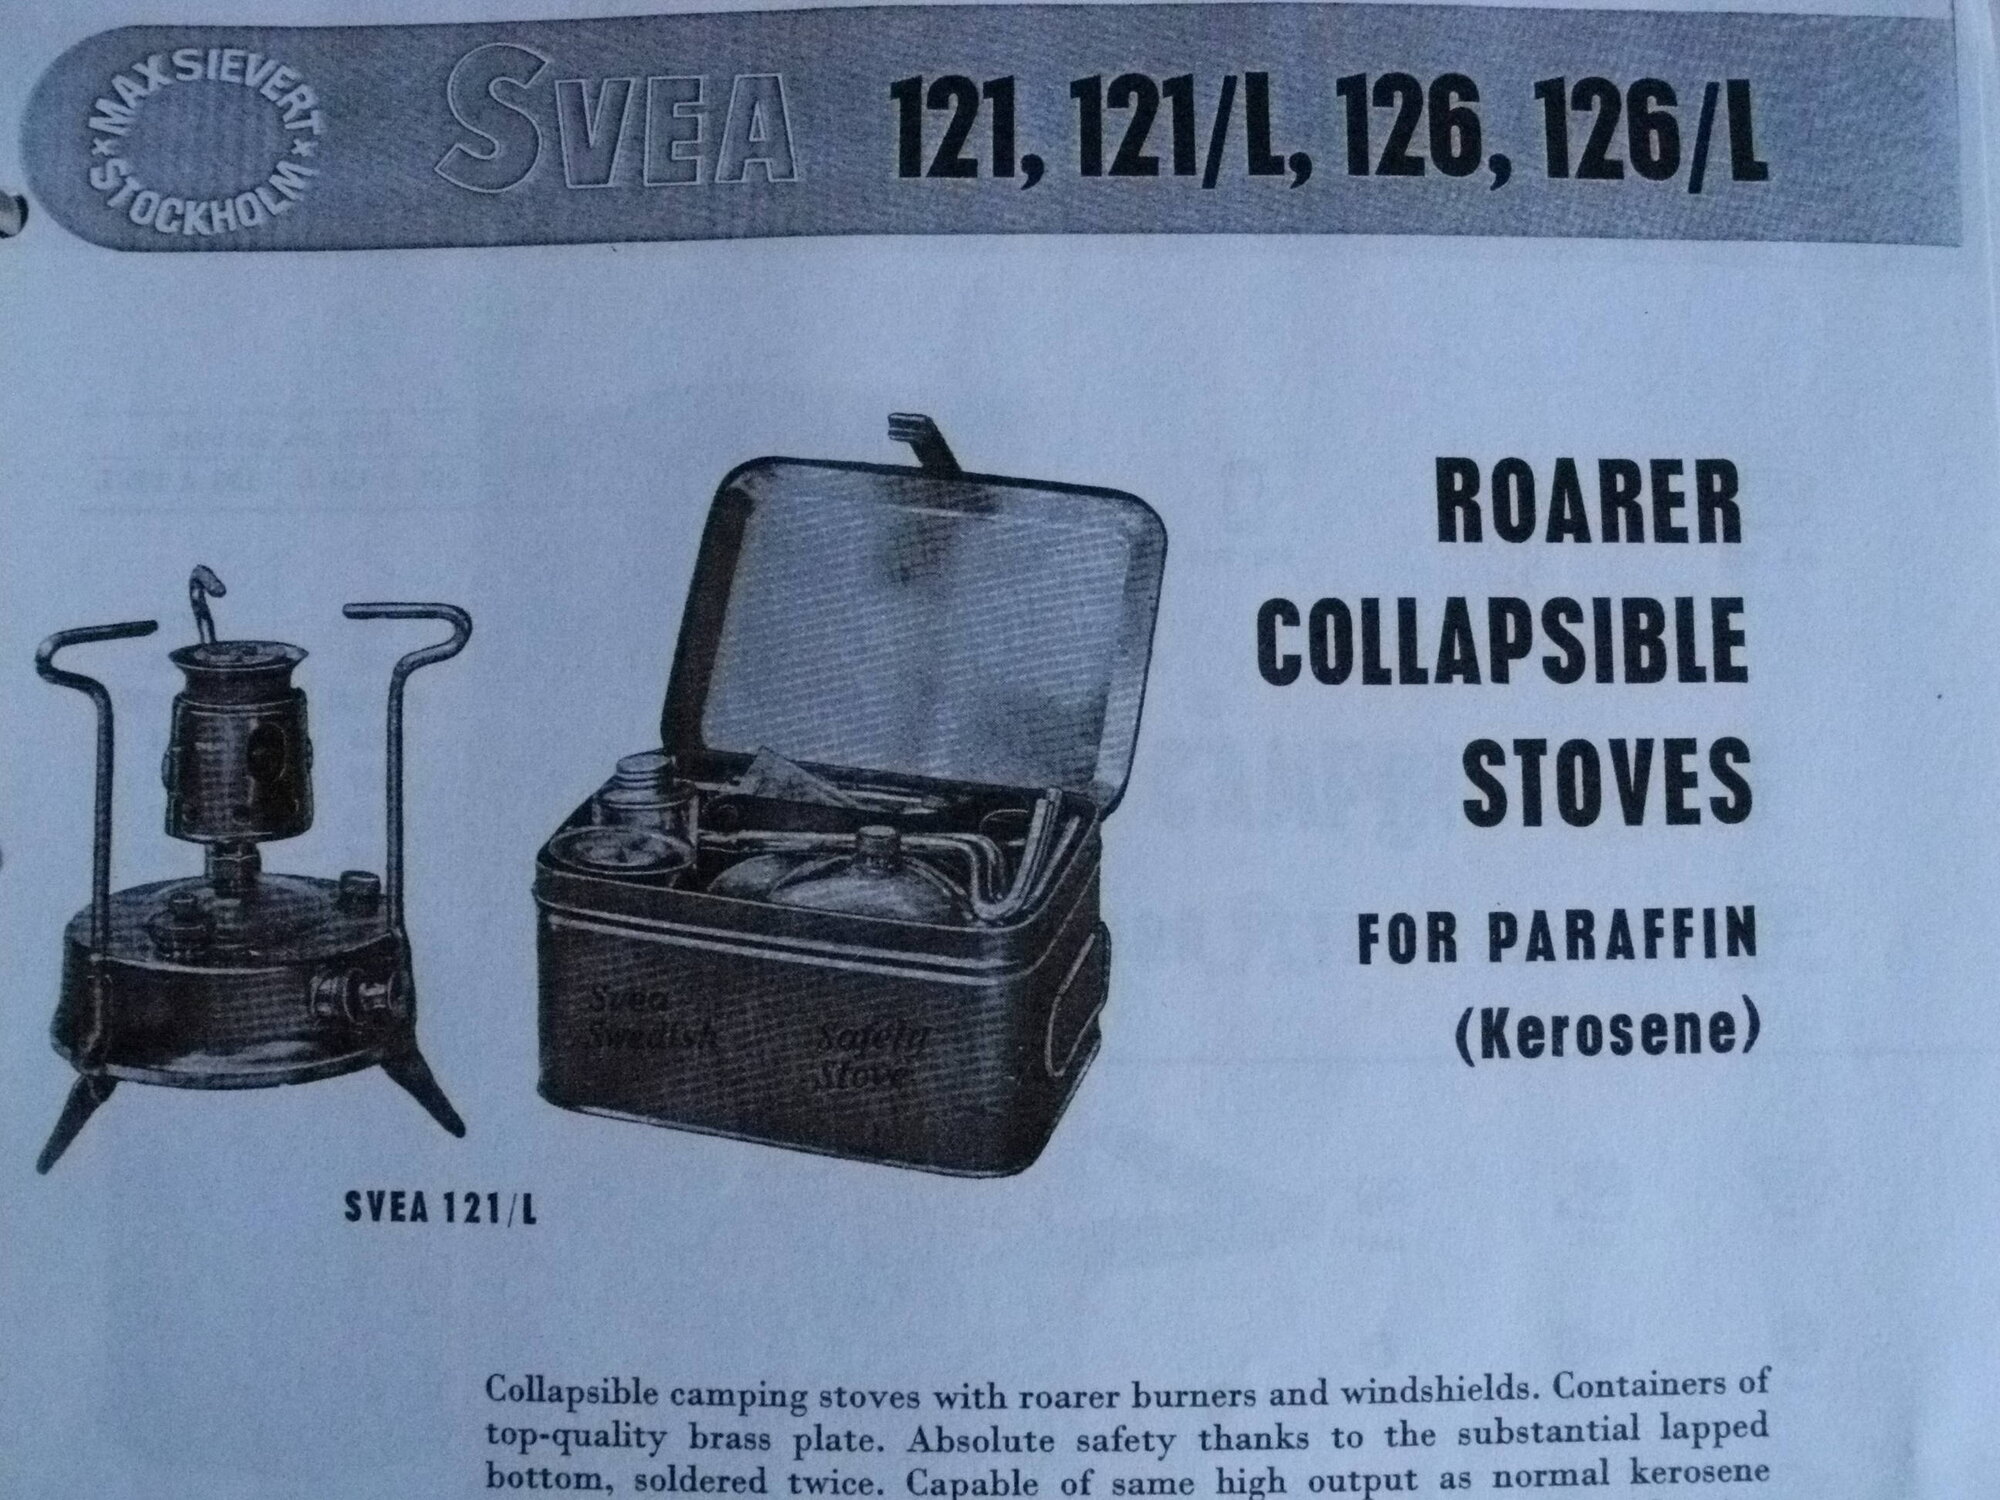 MAX SIEVERT
× STOCKHOLM ×
SVEA 121, 121/L, 126, 126/L
ROARER
COLLAPSIBLE
STOVES
FOR PARAFFIN
(Kerosene)
Svea
Swedish
Safety
Stove
SVEA 121/L
Collapsible camping stoves with roarer burners and windshields. Containers of
top-quality brass plate. Absolute safety thanks to the substantial lapped
bottom, soldered twice. Capable of same high output as normal kerosene